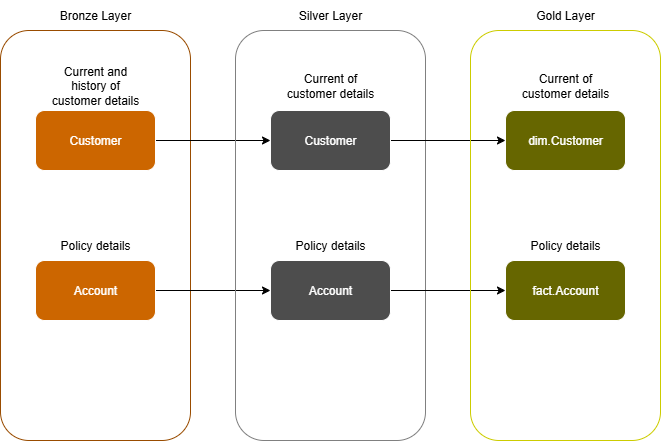 Bronze Layer
Silver Layer
Gold Layer
Current and
history of
customer details
Current of
customer details
Current of
customer details
Customer
Customer
dim.Customer
Policy details
Policy details
Policy details
Account
Account
fact.Account